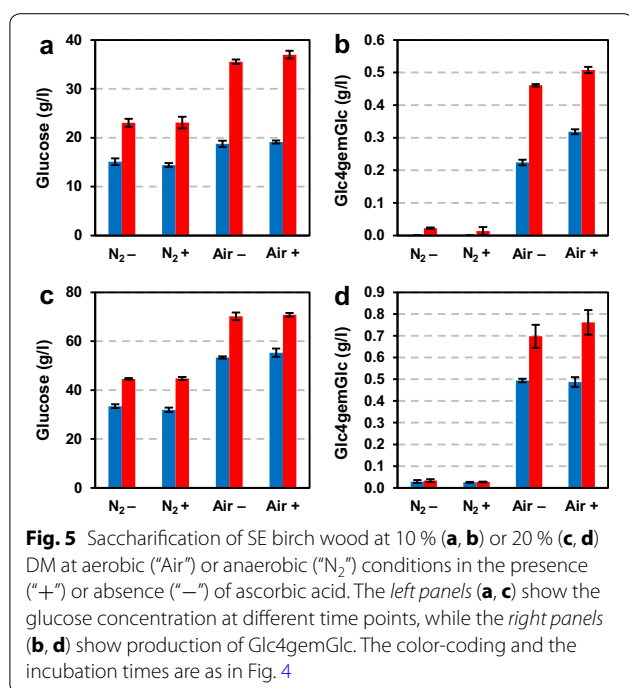 a
b
40
30
20
10
0
Glucose (g/l)
N₂ –
N₂ +
Air –
Air +
0.6
0.5
0.4
0.3
0.2
0.1
0.0
Glc4gemGlc (g/l)
N₂ –
N₂ +
Air –
Air +
c
d
80
60
40
20
0
Glucose (g/l)
N₂ –
N₂ +
Air –
Air +
0.9
0.8
0.7
0.6
0.5
0.4
0.3
0.2
0.1
0.0
Glc4gemGlc (g/l)
N₂ –
N₂ +
Air –
Air +
Fig. 5 Saccharification of SE birch wood at 10 % (a, b) or 20 % (c, d)
DM at aerobic (“Air”) or anaerobic (“N₂”) conditions in the presence
(“+”) or absence (“−”) of ascorbic acid. The left panels (a, c) show the
glucose concentration at different time points, while the right panels
(b, d) show production of Glc4gemGlc. The color-coding and the
incubation times are as in Fig. 4